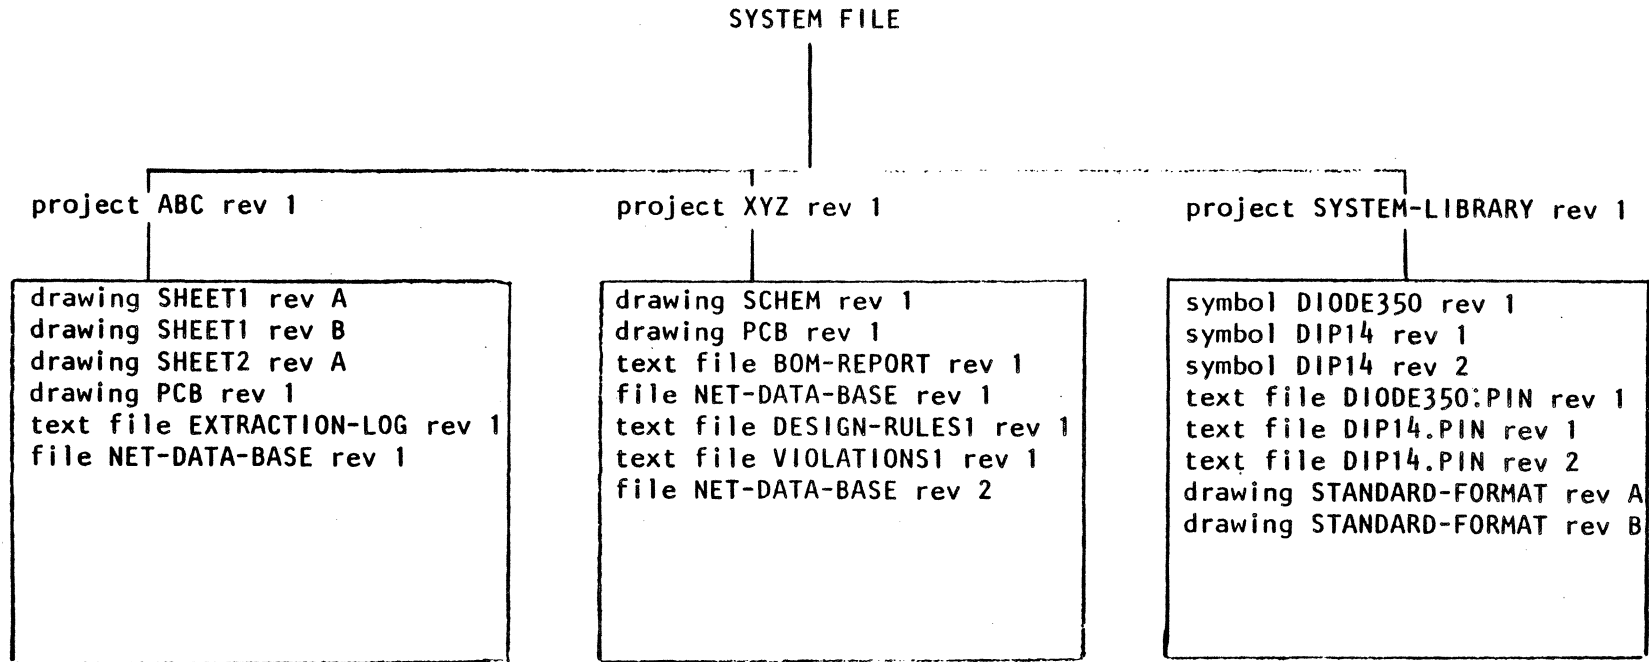 SYSTEM FILE
project ABC rev 1
project XYZ rev 1
project SYSTEM-LIBRARY rev 1
drawing SHEET1 rev A
drawing SHEET1 rev B
drawing SHEET2 rev A
drawing PCB rev 1
text file EXTRACTION-LOG rev 1
file NET-DATA-BASE rev 1
drawing SCHEM rev 1
drawing PCB rev 1
text file BOM-REPORT rev 1
file NET-DATA-BASE rev 1
text file DESIGN-RULES1 rev 1
text file VIOLATIONS1 rev 1
file NET-DATA-BASE rev 2
symbol DIODE350 rev 1
symbol DIP14 rev 1
symbol DIP14 rev 2
text file DIODE350.PIN rev 1
text file DIP14.PIN rev 1
text file DIP14.PIN rev 2
drawing STANDARD-FORMAT rev A
drawing STANDARD-FORMAT rev B